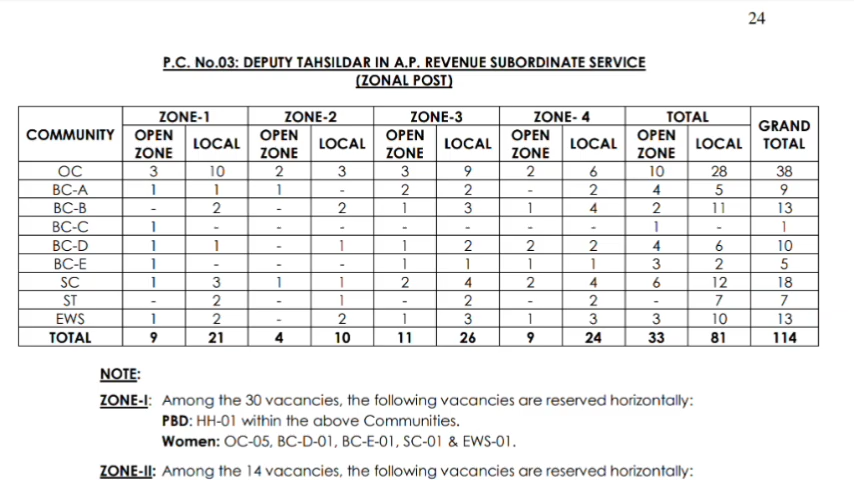 24
P.C. No.03: DEPUTY TAHSILDAR IN A.P. REVENUE SUBORDINATE SERVICE
(ZONAL POST)
COMMUNITY ZONE-1 ZONE-2 ZONE-3 ZONE- 4 TOTAL GRAND TOTAL
OPEN ZONE LOCAL OPEN ZONE LOCAL OPEN ZONE LOCAL OPEN ZONE LOCAL OPEN ZONE LOCAL
OC 3 10 2 3 3 9 2 6 10 28 38
BC-A 1 1 1 - 2 2 - 2 4 5 9
BC-B - 2 - 2 1 3 1 4 2 11 13
BC-C 1 - - - - - - - 1 - 1
BC-D 1 1 - 1 1 2 2 2 4 6 10
BC-E 1 - - - 1 1 1 1 3 2 5
SC 1 3 1 1 2 4 2 4 6 12 18
ST - 2 - 1 - 2 - 2 - 7 7
EWS 1 2 - 2 1 3 1 3 3 10 13
TOTAL 9 21 4 10 11 26 9 24 33 81 114
NOTE:
ZONE-I: Among the 30 vacancies, the following vacancies are reserved horizontally:
PBD: HH-01 within the above Communities.
Women: OC-05, BC-D-01, BC-E-01, SC-01 & EWS-01.
ZONE-II: Among the 14 vacancies, the following vacancies are reserved horizontally: